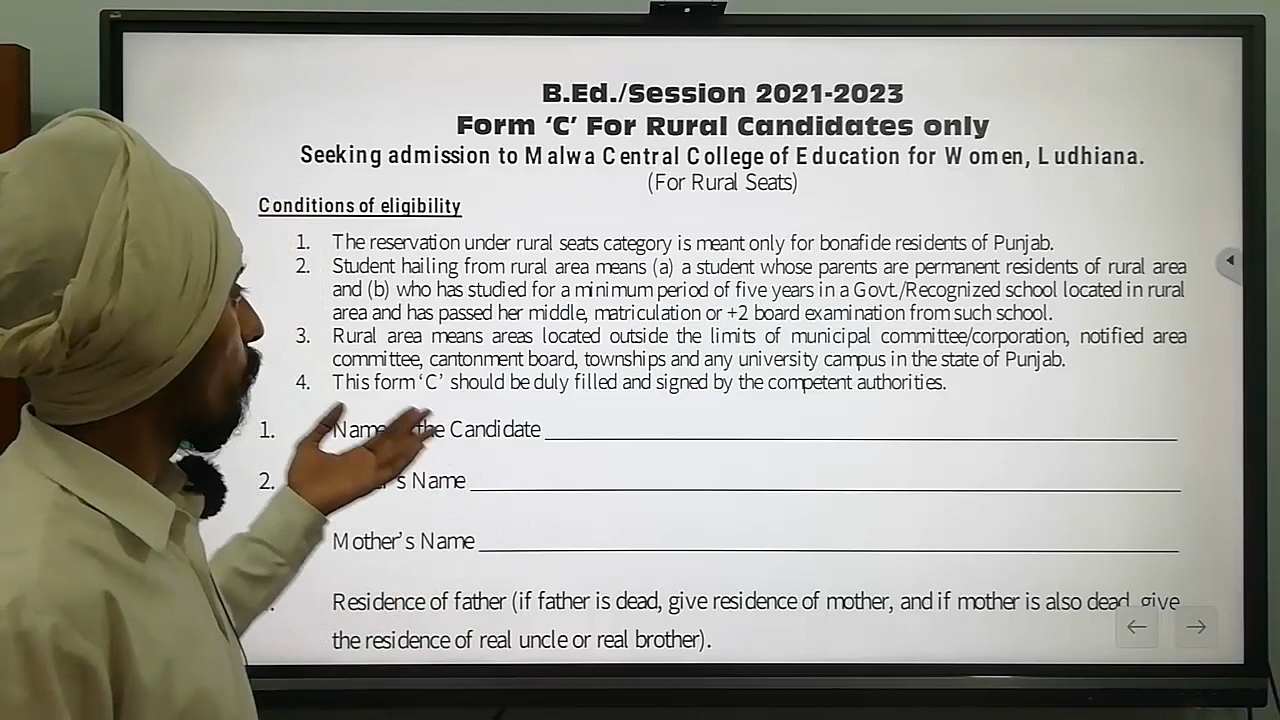 B.Ed./Session 2021-2023
Form ‘C’ For Rural Candidates only
Seeking admission to Malwa Central College of Education for Women, Ludhiana.
(For Rural Seats)
Conditions of eligibility
1. The reservation under rural seats category is meant only for bonafide residents of Punjab.
2. Student hailing from rural area means (a) a student whose parents are permanent residents of rural area
and (b) who has studied for a minimum period of five years in a Govt./Recognized school located in rural
area and has passed her middle, matriculation or +2 board examination from such school.
3. Rural area means areas located outside the limits of municipal committee/corporation, notified area
committee, cantonment board, townships and any university campus in the state of Punjab.
4. This form ‘C’ should be duly filled and signed by the competent authorities.
1. Name the Candidate
2. ’s Name
Mother’s Name
Residence of father (if father is dead, give residence of mother, and if mother is also dead, give
the residence of real uncle or real brother).